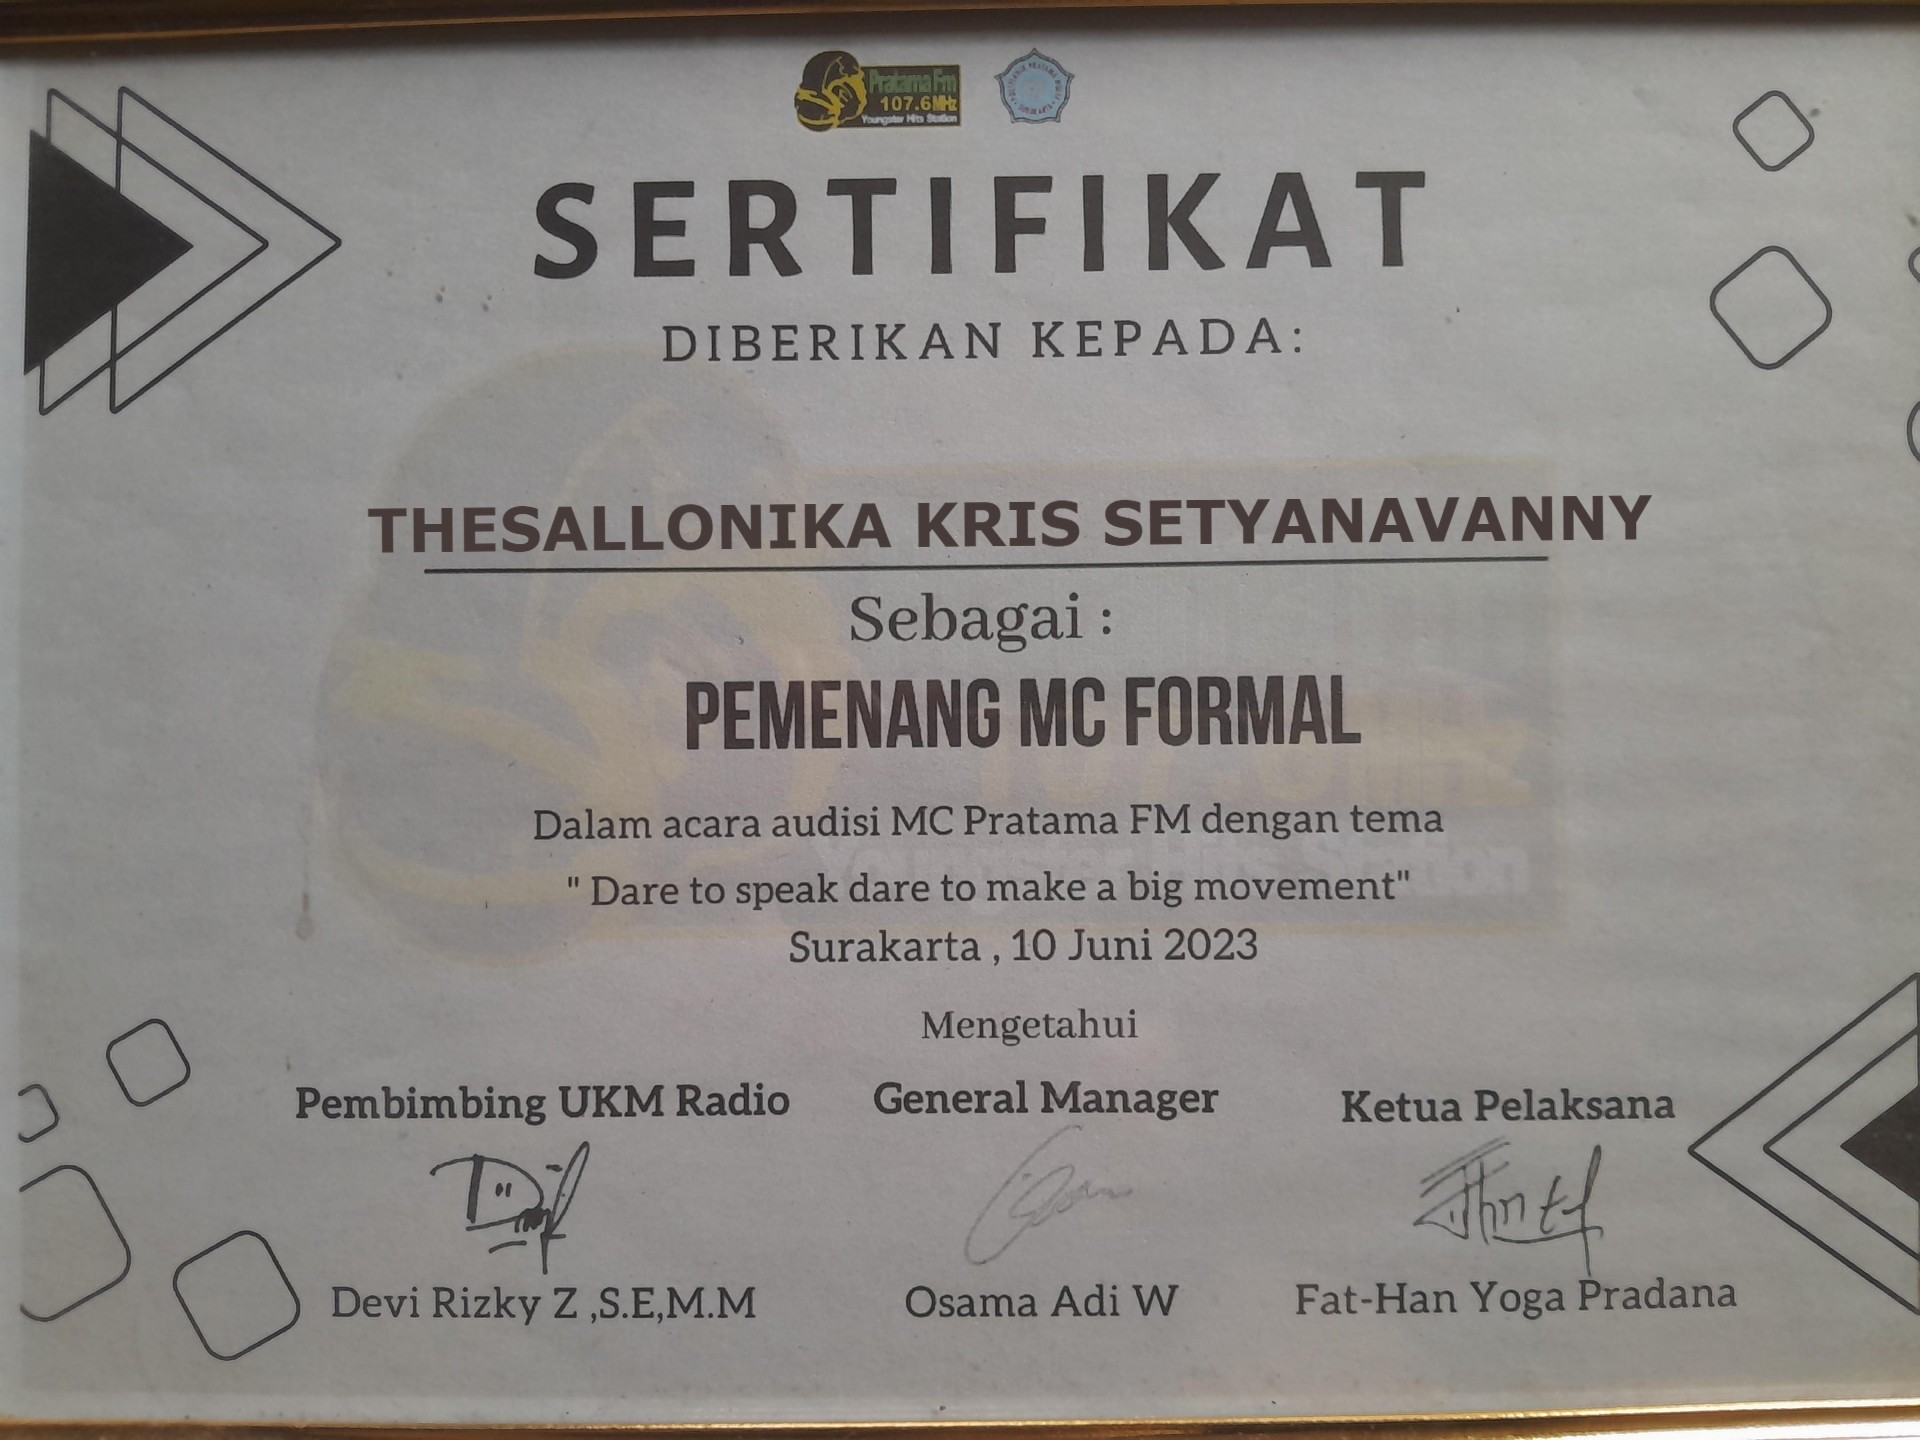 Pratama Fm
107.6MHz
Youngster Hits Station
SERTIFIKAT
DIBERIKAN KEPADA:
THESALLONIKA KRIS SETYANAVANNY
Sebagai :
PEMENANG MC FORMAL
Dalam acara audisi MC Pratama FM dengan tema
" Dare to speak dare to make a big movement"
Surakarta , 10 Juni 2023
Mengetahui
Pembimbing UKM Radio General Manager Ketua Pelaksana
Devi Rizky Z ,S.E,M.M Osama Adi W Fat-Han Yoga Pradana